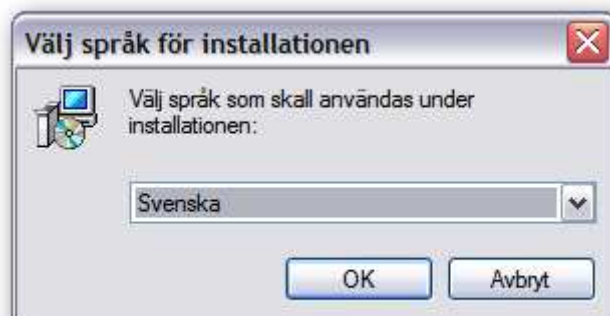 Välj språk för installationen
Välj språk som skall användas under
installationen:
Svenska
OK
Avbryt